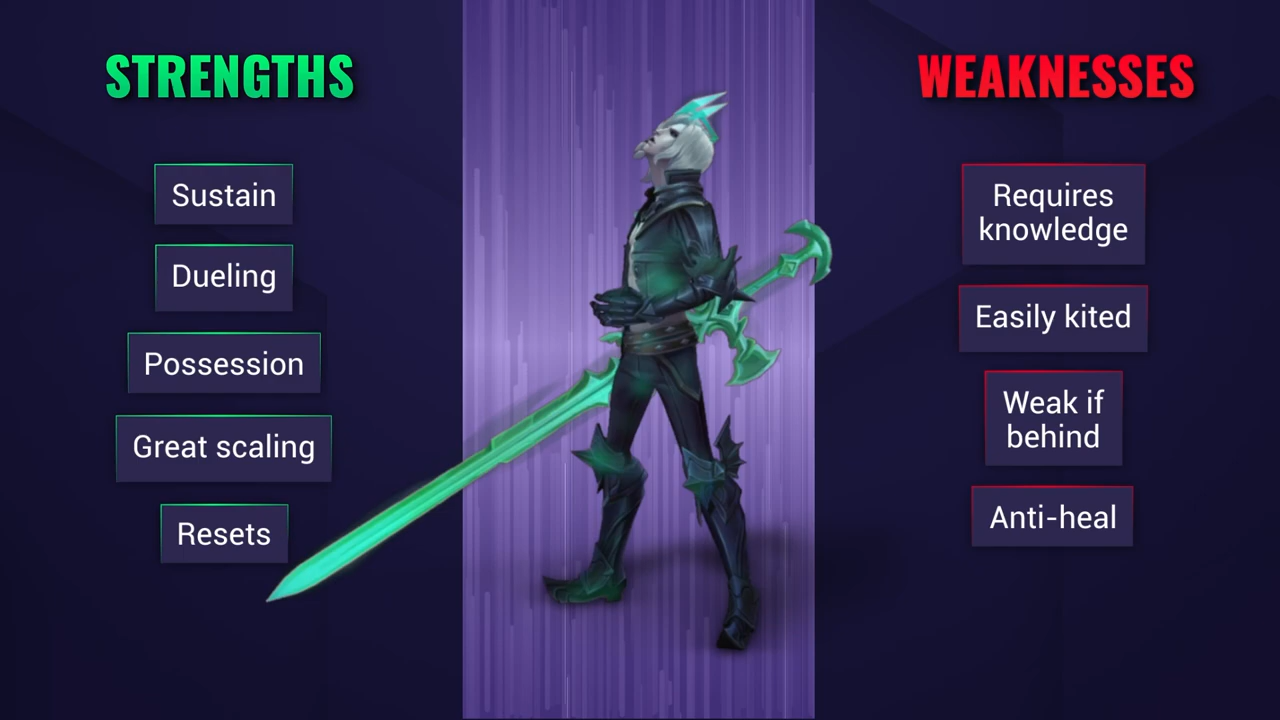 STRENGTHS
Sustain
Dueling
Possession
Great scaling
Resets
WEAKNESSES
Requires
knowledge
Easily kited
Weak if
behind
Anti-heal